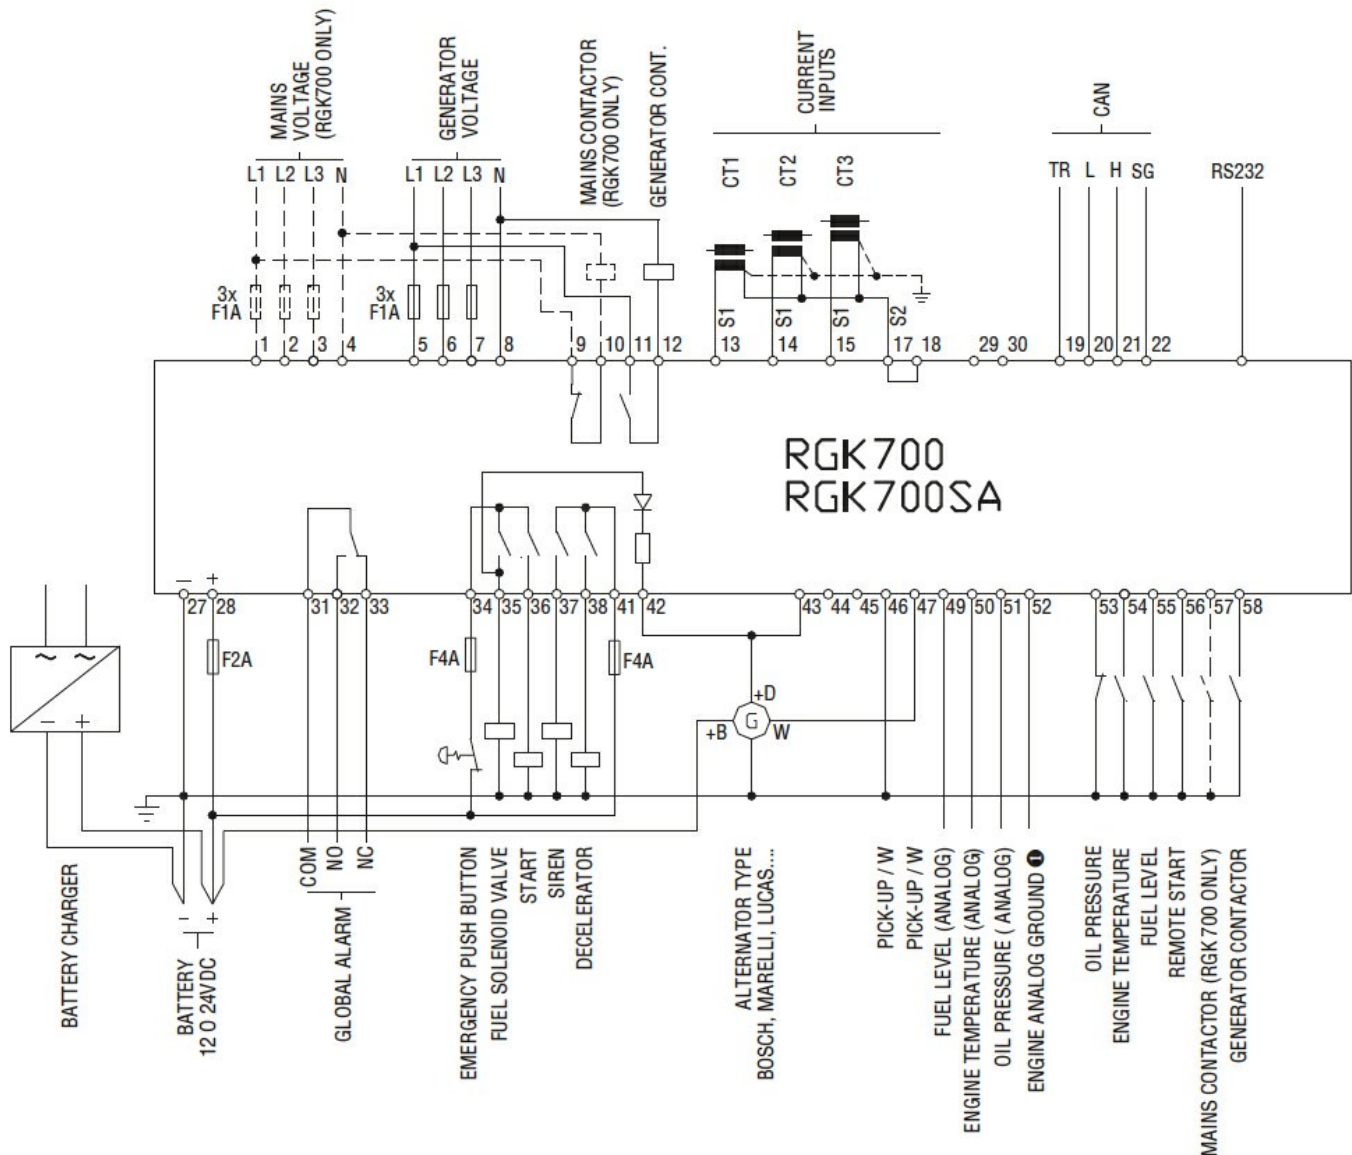 MAINS
VOLTAGE
(RGK700 ONLY)
GENERATOR
VOLTAGE
MAINS CONTACTOR
(RGK700 ONLY)
GENERATOR CONT.
CURRENT
INPUTS
CAN
CT1 CT2 CT3
L1 L2 L3 N
L1 L2 L3 N
TR L H SG
RS232
3x
F1A
3x
F1A
S1 S1 S1 S2
1 2 3 4 5 6 7 8 9 10 11 12 13 14 15 17 18 29 30 19 20 21 22
RGK700
RGK700SA
− +
27 28 31 32 33 34 35 36 37 38 41 42 43 44 45 46 47 49 50 51 52 53 54 55 56 57 58
~ ~
− +
F2A
F4A
F4A
+D
+B G W
BATTERY CHARGER
- +
BATTERY
12 O 24VDC
COM NO NC
GLOBAL ALARM
EMERGENCY PUSH BUTTON
FUEL SOLENOID VALVE
START
SIREN
DECELERATOR
ALTERNATOR TYPE
BOSCH, MARELLI, LUCAS....
PICK-UP / W
PICK-UP / W
FUEL LEVEL (ANALOG)
ENGINE TEMPERATURE (ANALOG)
OIL PRESSURE ( ANALOG)
ENGINE ANALOG GROUND ❶
OIL PRESSURE
ENGINE TEMPERATURE
FUEL LEVEL
REMOTE START
MAINS CONTACTOR (RGK 700 ONLY)
GENERATOR CONTACTOR